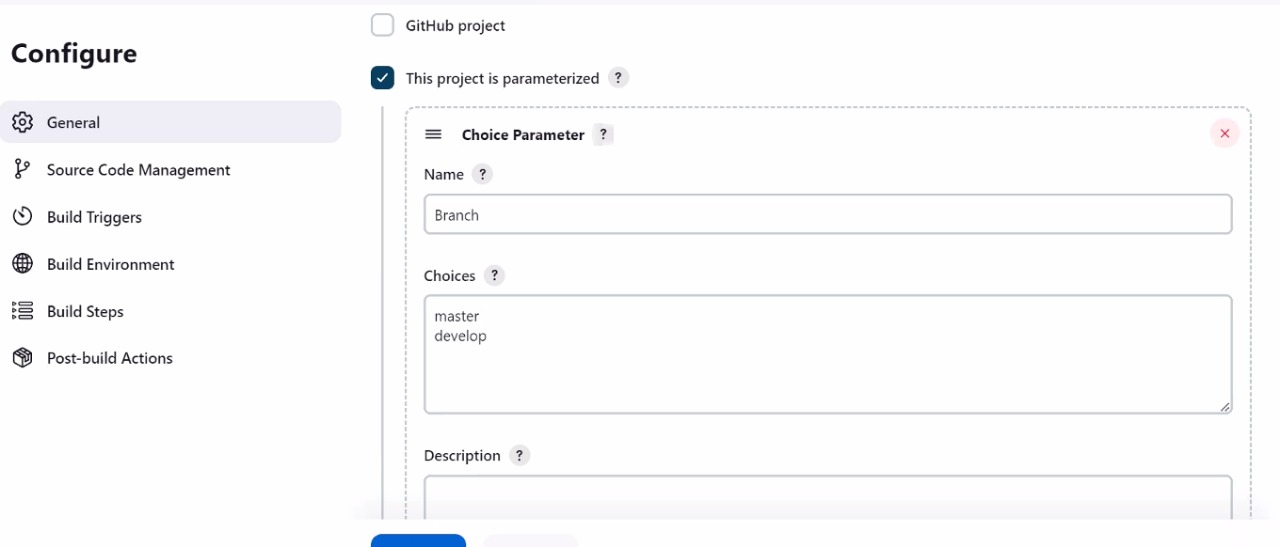 GitHub project
Configure
This project is parameterized ?
General
Choice Parameter ?
Source Code Management
Name ?
Build Triggers
Branch
Build Environment
Choices ?
Build Steps
master
develop
Post-build Actions
Description ?